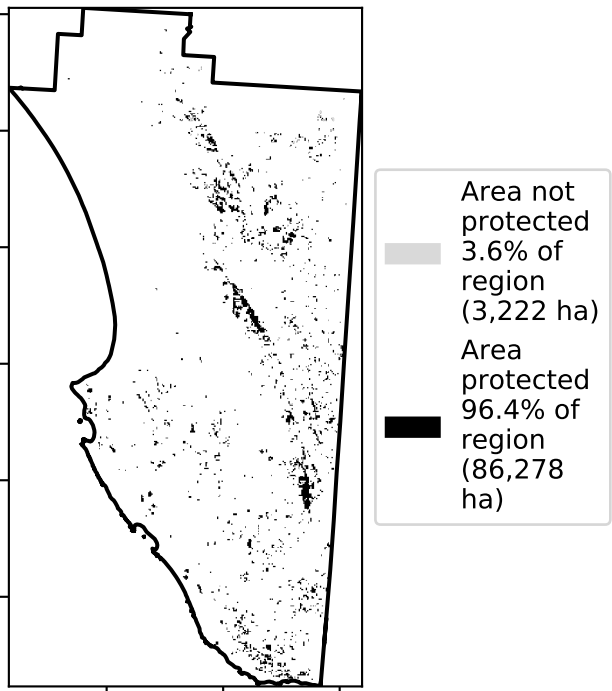 Area not
protected
3.6% of
region
(3,222 ha)
Area
protected
96.4% of
region
(86,278
ha)